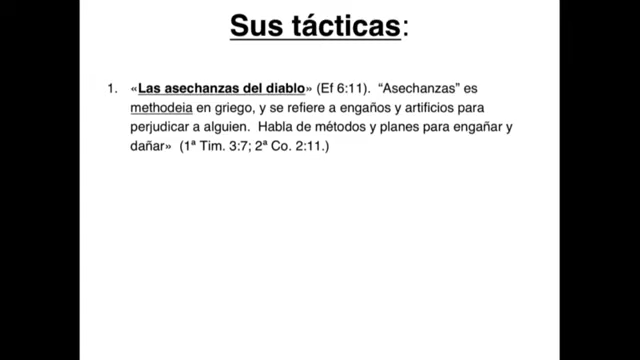 Sus tácticas:
1. «Las asechanzas del diablo» (Ef 6:11). “Asechanzas” es
methodeia en griego, y se refiere a engaños y artificios para
perjudicar a alguien. Habla de métodos y planes para engañar y
dañar» (1ª Tim. 3:7; 2ª Co. 2:11.)